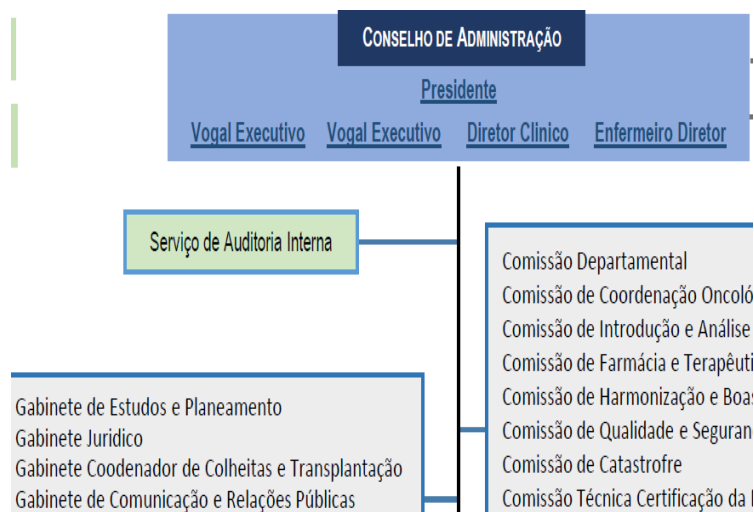 CONSELHO DE ADMINISTRAÇÃO
Presidente
Vogal Executivo Vogal Executivo Diretor Clinico Enfermeiro Diretor
Serviço de Auditoria Interna
Comissão Departamental
Comissão de Coordenação
Comissão de Introdução e Análise
Comissão de Farmácia e
Comissão de Harmonização e
Comissão de Qualidade e
Comissão de Catastrofre
Comissão Técnica Certificação da
Gabinete de Estudos e Planeamento
Gabinete Juridico
Gabinete Coodenador de Colheitas e Transplantação
Gabinete de Comunicação e Relações Públicas